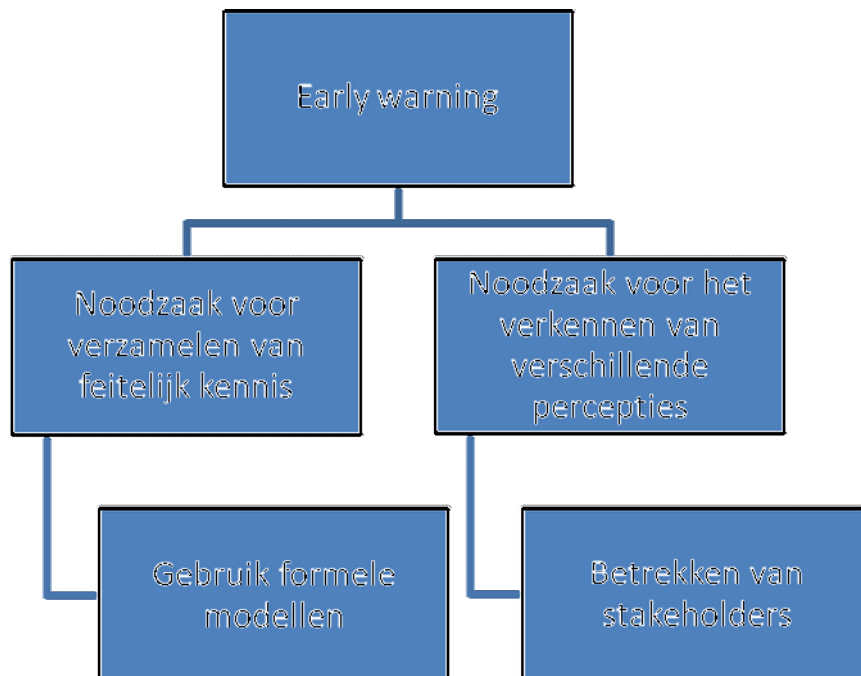 Early warning
Noodzaak voor
verzamelen van
feitelijk kennis
Noodzaak voor het
verkennen van
verschillende
percepties
Gebruik formele
modellen
Betrekken van
stakeholders